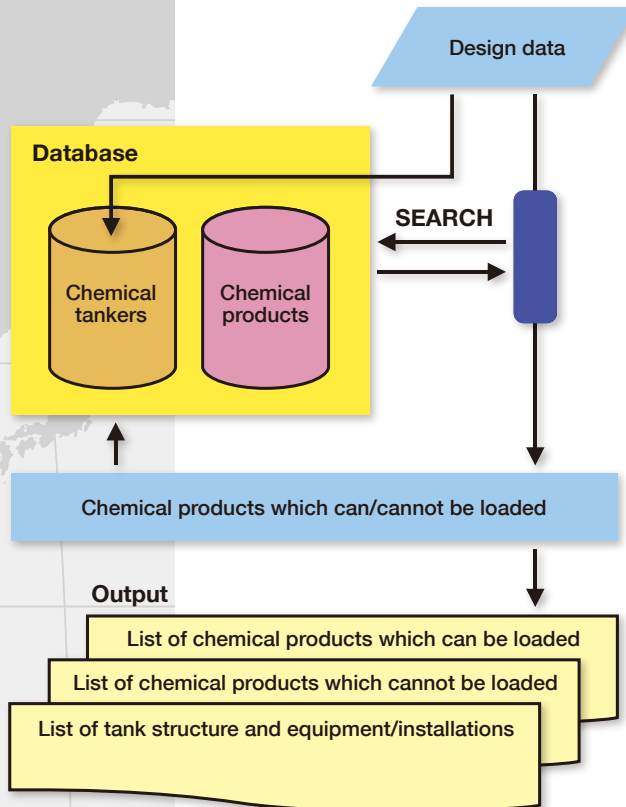 Design data
Database
SEARCH
Chemical
tankers
Chemical
products
Chemical products which can/cannot be loaded
Output
List of chemical products which can be loaded
List of chemical products which cannot be loaded
List of tank structure and equipment/installations